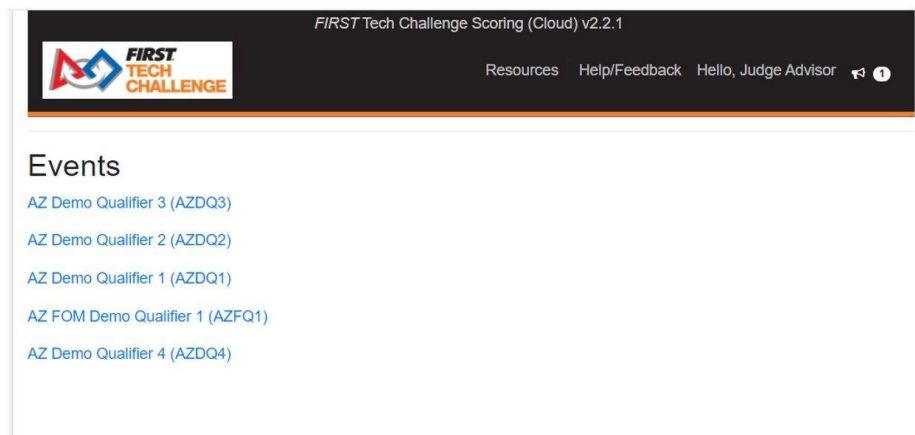 FIRST Tech Challenge Scoring (Cloud) v2.2.1
FIRST
TECH
CHALLENGE
Resources Help/Feedback Hello, Judge Advisor 1
Events
AZ Demo Qualifier 3 (AZDQ3)
AZ Demo Qualifier 2 (AZDQ2)
AZ Demo Qualifier 1 (AZDQ1)
AZ FOM Demo Qualifier 1 (AZFQ1)
AZ Demo Qualifier 4 (AZDQ4)